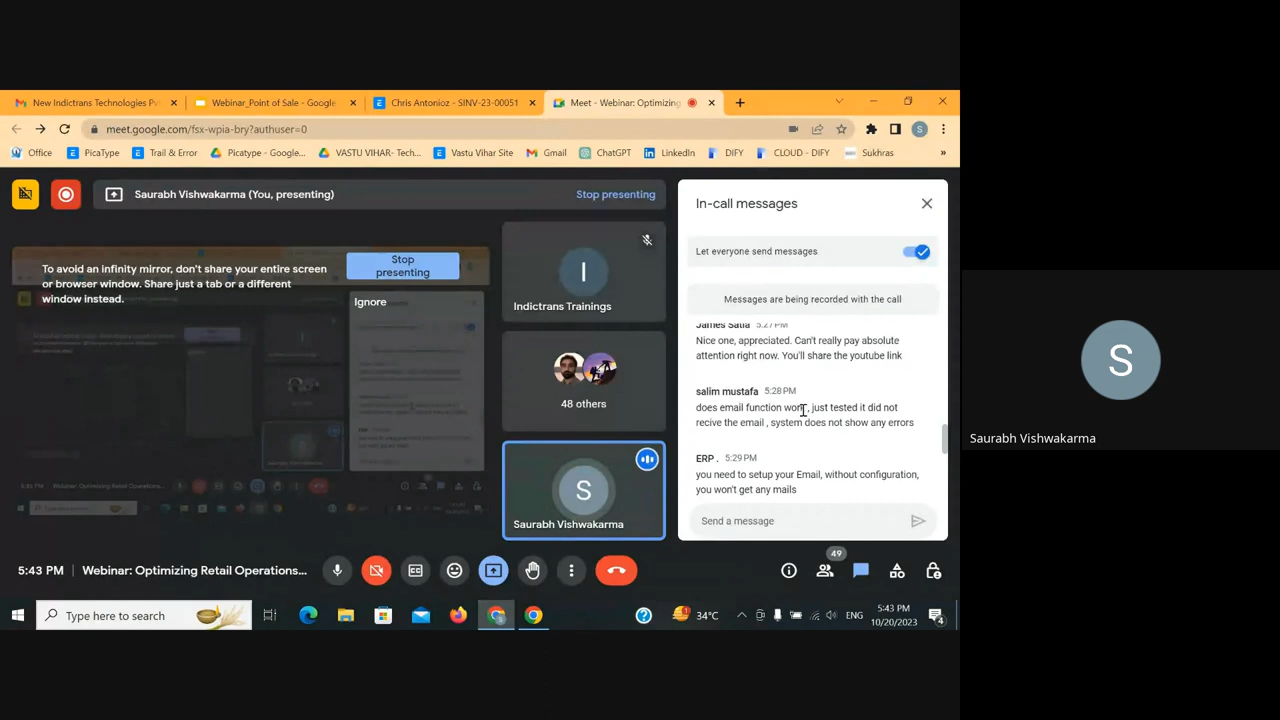 New Indictrans Technologies Pv
Webinar_Point of Sale - Google
Chris Antonioz - SINV-23-00051
Meet - Webinar: Optimizing
meet.google.com/fsx-wpia-bry?authuser=0
Office
PicaType
Trail & Error
Picatype - Google...
VASTU VIHAR- Tech...
Vastu Vihar Site
Gmail
ChatGPT
LinkedIn
DIFY
CLOUD - DIFY
Sukhras
»
Saurabh Vishwakarma (You, presenting)
Stop presenting
To avoid an infinity mirror, don't share your entire screen
or browser window. Share just a tab or a different
window instead.
Stop
presenting
Ignore
I
Indictrans Trainings
48 others
S
Saurabh Vishwakarma
In-call messages
Let everyone send messages
Messages are being recorded with the call
James Satia 5:27 PM
Nice one, appreciated. Can't really pay absolute
attention right now. You'll share the youtube link
salim mustafa 5:28 PM
does email function work , just tested it did not
recive the email , system does not show any errors
ERP . 5:29 PM
you need to setup your Email, without configuration,
you won't get any mails
Send a message
5:43 PM | Webinar: Optimizing Retail Operations...
49
Type here to search
34°C
ENG
5:43 PM
10/20/2023
4
S
Saurabh Vishwakarma